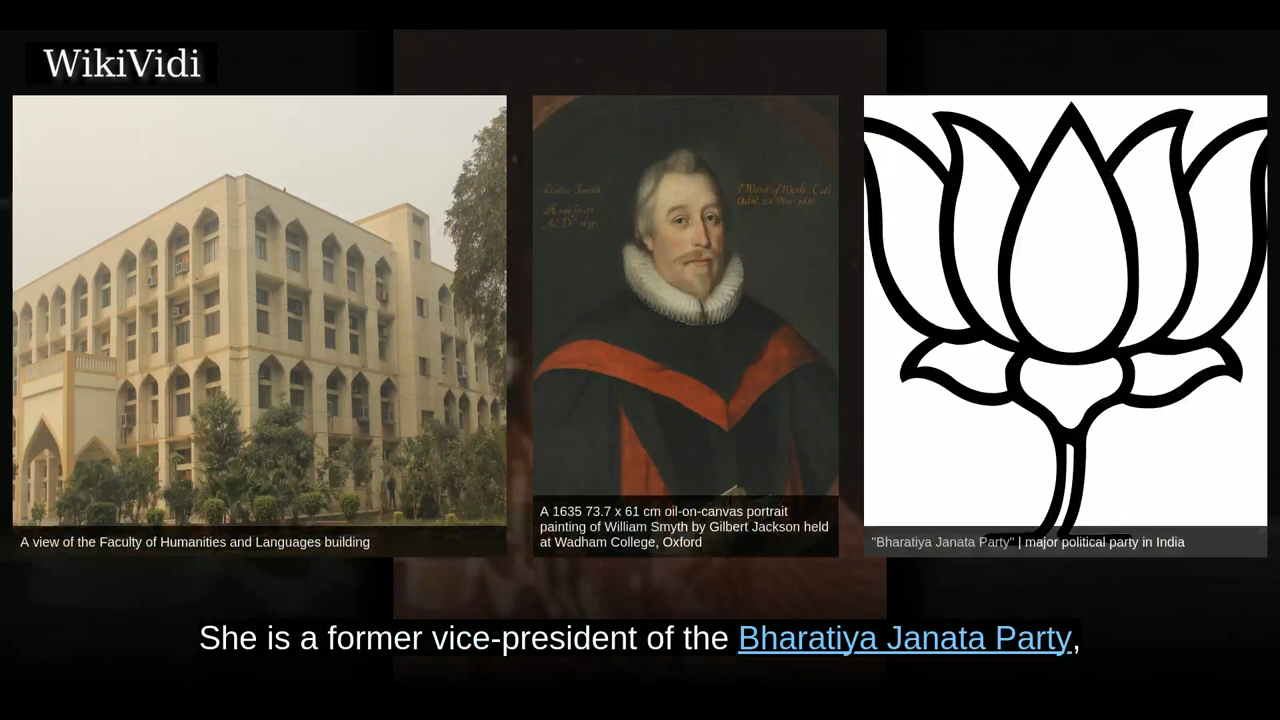 WikiVidi
A view of the Faculty of Humanities and Languages building
A 1635 73.7 x 61 cm oil-on-canvas portrait
painting of William Smyth by Gilbert Jackson held
at Wadham College, Oxford
"Bharatiya Janata Party" | major political party in India
She is a former vice-president of the Bharatiya Janata Party,